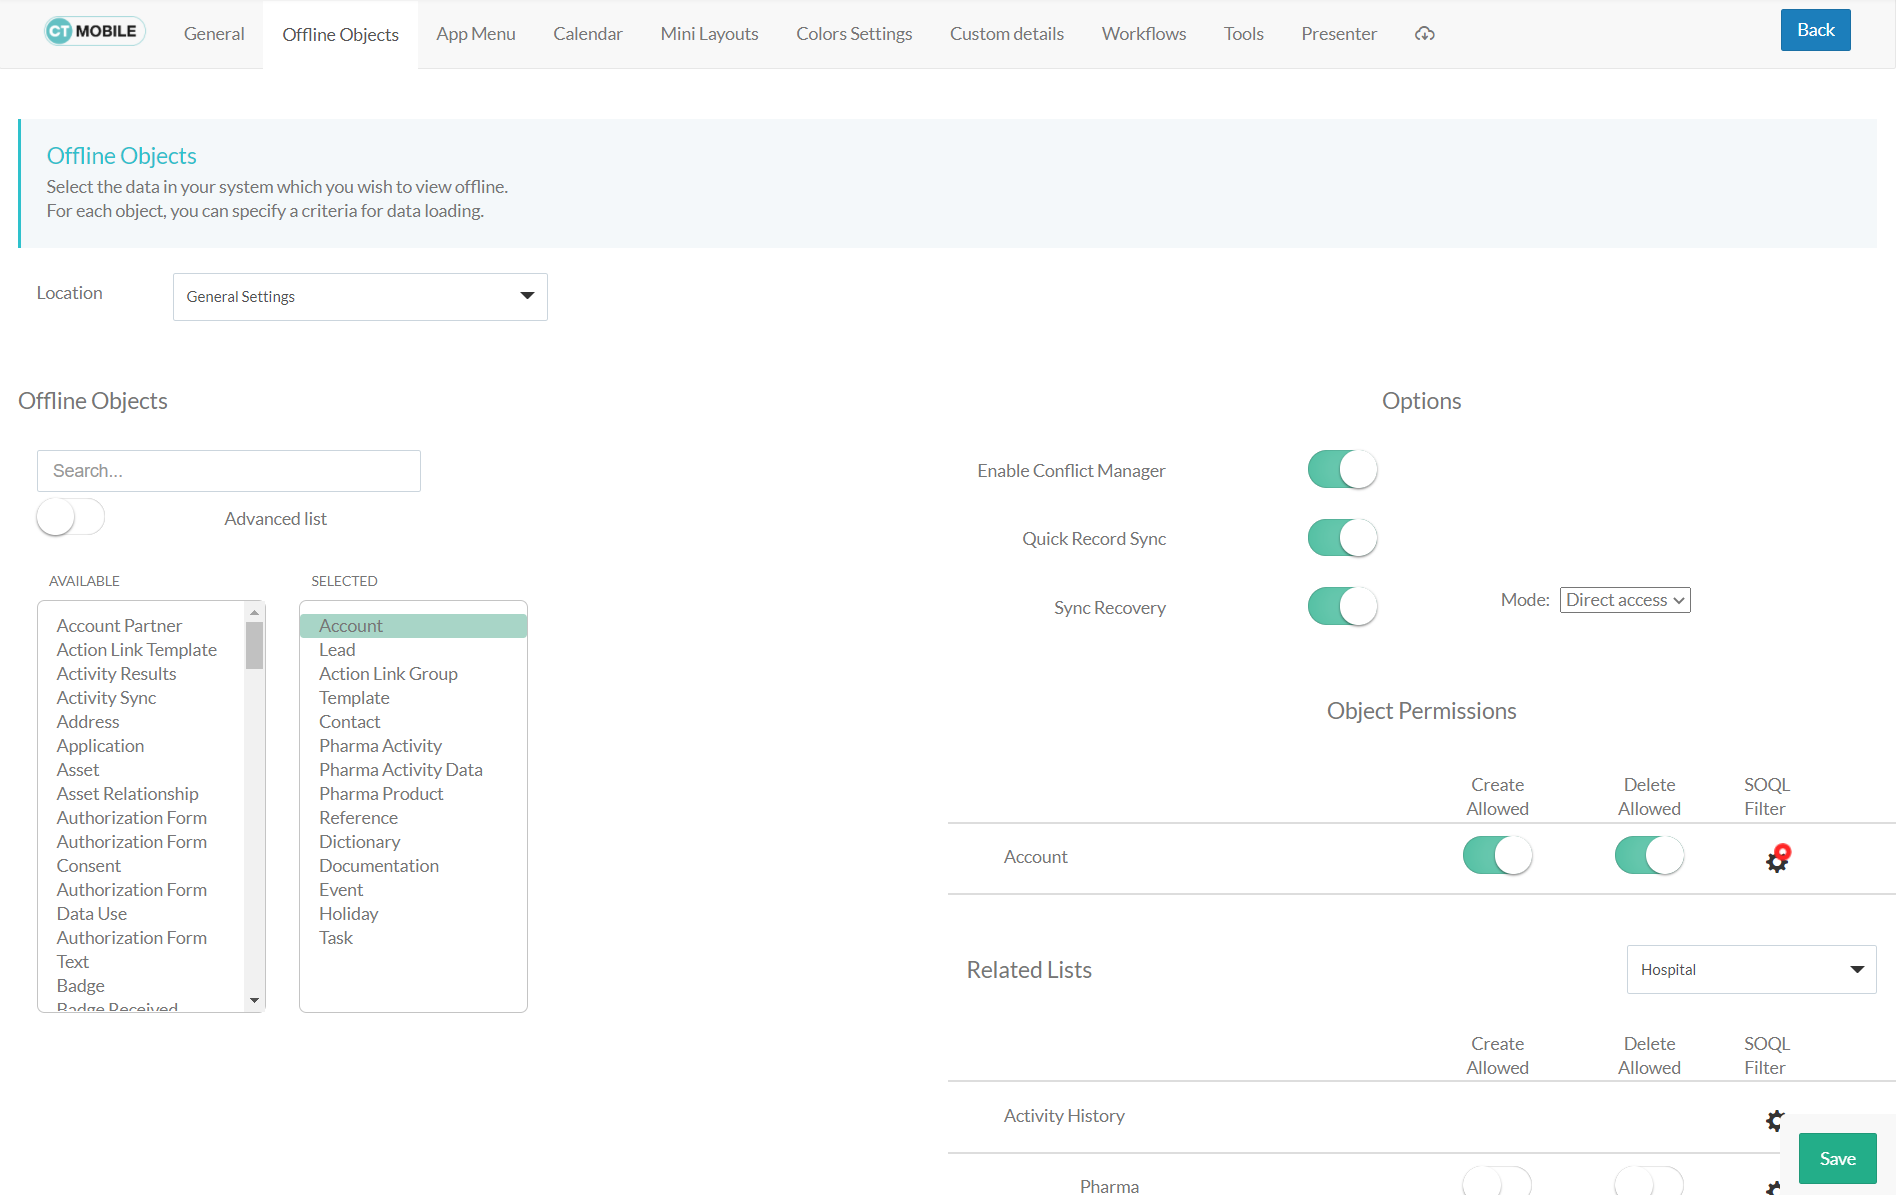 CT MOBILE
General
Offline Objects
App Menu
Calendar
Mini Layouts
Colors Settings
Custom details
Workflows
Tools
Presenter
Back
Offline Objects
Select the data in your system which you wish to view offline.
For each object, you can specify a criteria for data loading.
Location
General Settings
Offline Objects
Search...
Advanced list
AVAILABLE
Account Partner
Action Link Template
Activity Results
Activity Sync
Address
Application
Asset
Asset Relationship
Authorization Form
Authorization Form
Consent
Authorization Form
Data Use
Authorization Form
Text
Badge
Badge Received
SELECTED
Account
Lead
Action Link Group
Template
Contact
Pharma Activity
Pharma Activity Data
Pharma Product
Reference
Dictionary
Documentation
Event
Holiday
Task
Options
Enable Conflict Manager
Quick Record Sync
Sync Recovery
Mode:
Direct access
Object Permissions
Create
Allowed
Delete
Allowed
SOQL
Filter
Account
Related Lists
Hospital
Create
Allowed
Delete
Allowed
SOQL
Filter
Activity History
Pharma
Save